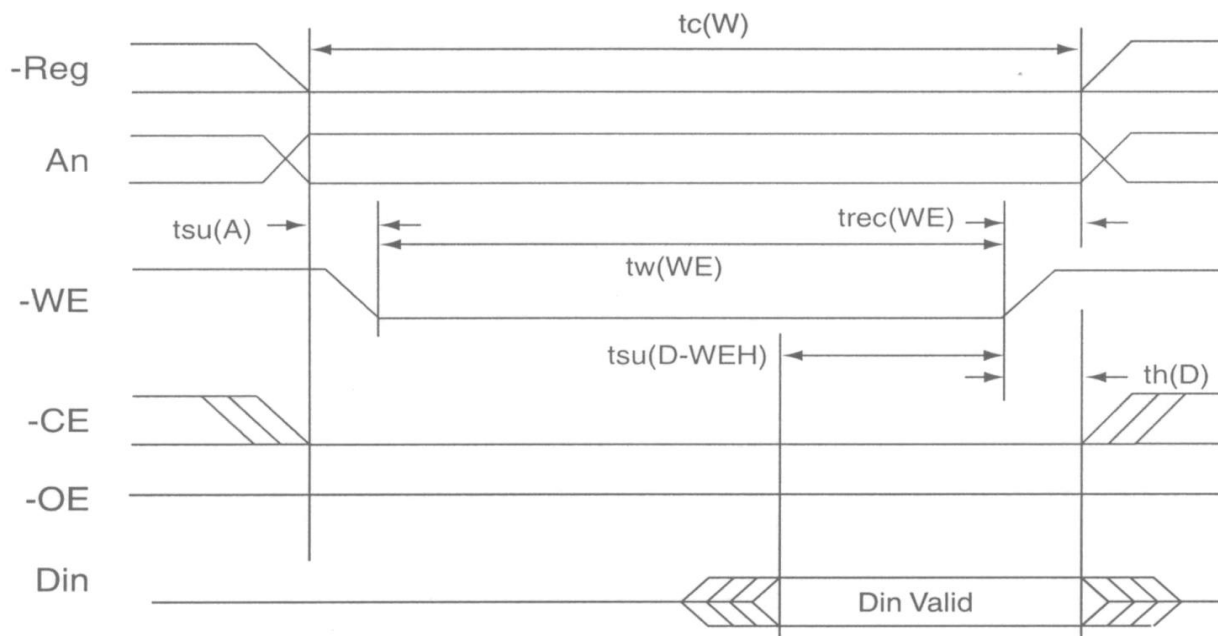 tc(W)
-Reg
An
tsu(A)
trec(WE)
tw(WE)
-WE
tsu(D-WEH)
th(D)
-CE
-OE
Din
Din Valid